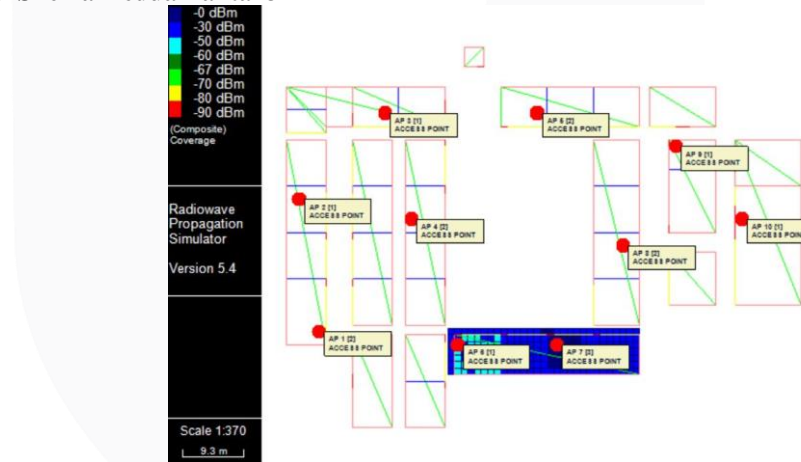 -0 dBm
-30 dBm
-50 dBm
-60 dBm
-67 dBm
-70 dBm
-80 dBm
-90 dBm
(Composite)
Coverage
Radiowave
Propagation
Simulator
Version 5.4
Scale 1:370
9.3 m
AP 3 [1]
ACCESS POINT
AP 5 [2]
ACCESS POINT
AP 9 [1]
ACCESS POINT
AP 2 [1]
ACCESS POINT
AP 4 [2]
ACCESS POINT
AP 10 [1]
ACCESS POIN
AP 8 [2]
ACCESS POINT
AP 1 [2]
ACCESS POINT
AP 6 [1]
ACCESS POINT
AP 7 [3]
ACCESS POINT